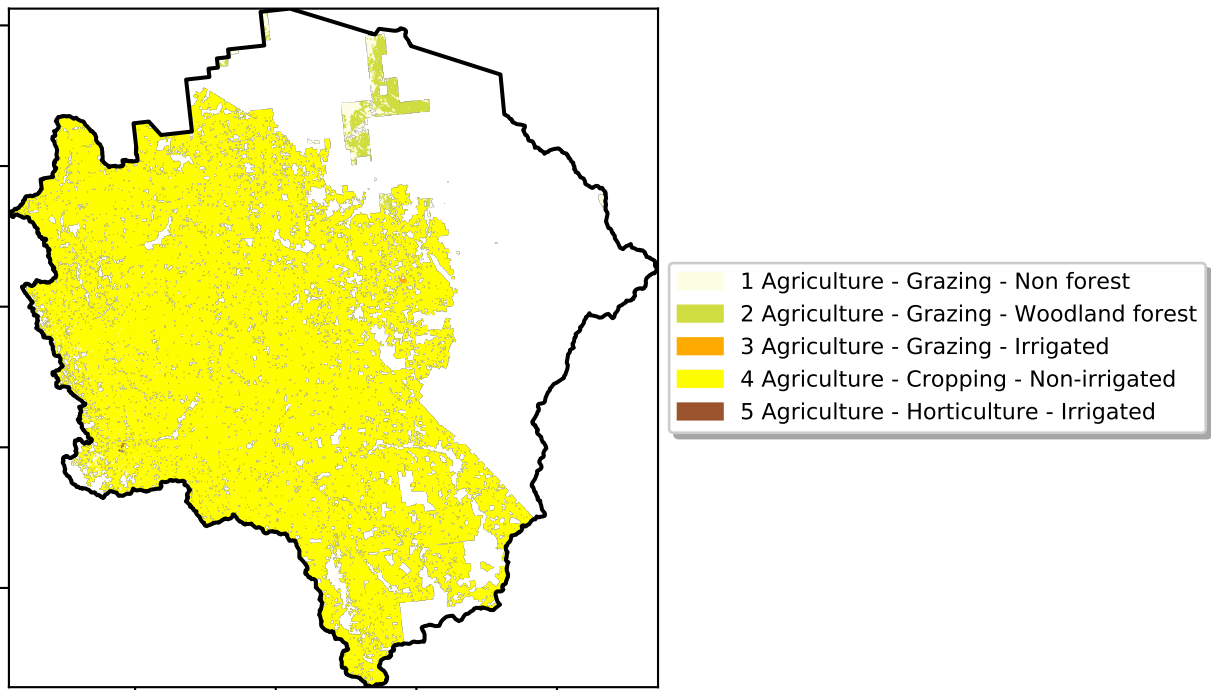 1 Agriculture - Grazing - Non forest
2 Agriculture - Grazing - Woodland forest
3 Agriculture - Grazing - Irrigated
4 Agriculture - Cropping - Non-irrigated
5 Agriculture - Horticulture - Irrigated